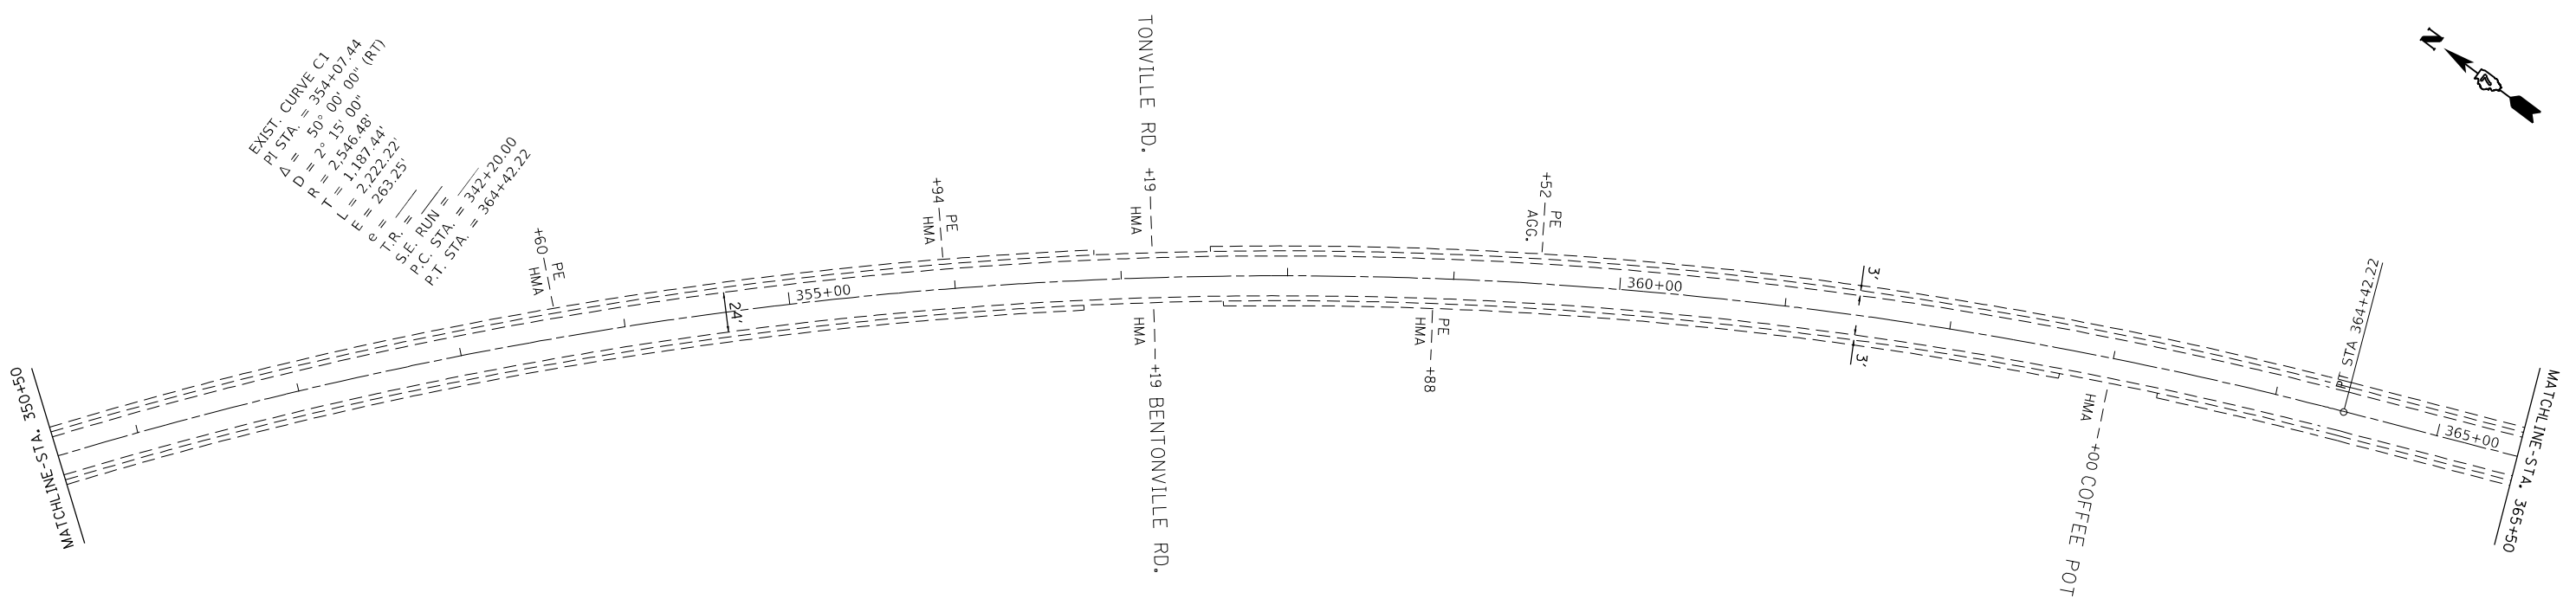 EXIST. CURVE C1
PI STA. = 354+07.44
Δ = 50° 00' 00" (RT)
D = 2° 15' 00"
R = 2,546.48'
T = 1,187.44'
L = 2,222.22'
E = 263.25'
e =
T.R. =
S.E. RUN =
P.C. STA. = 342+20.00
P.T. STA. = 364+42.22
N
TONVILLE RD. +19
HMA
+60 PE
HMA
+94 PE
HMA
+52 PE
AGG.
24'
355+00
360+00
3'
3'
PT STA 364+42.22
365+00
MATCHLINE-STA. 350+50
MATCHLINE-STA. 365+50
HMA
+19 BENTONVILLE RD.
PE
HMA
+88
HMA
+00 COFFEE POT